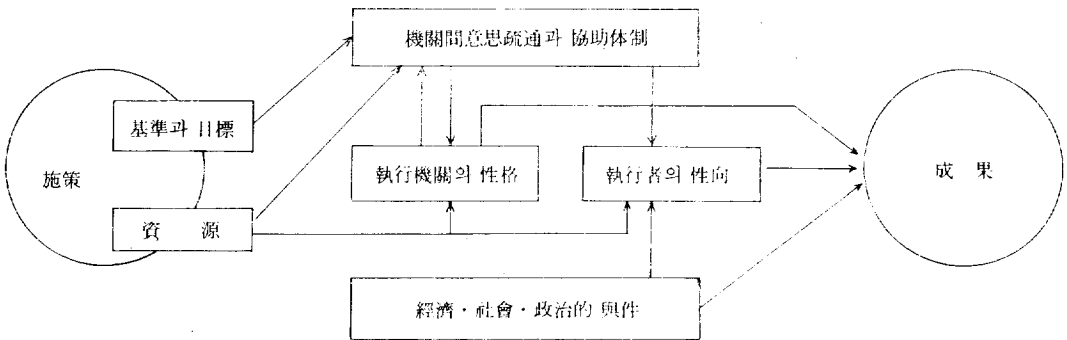 機關間意思疏通과 協助体制
基準과 目標
施策
執行機關의 性格
執行者의 性向
成 果
資 源
經濟·社會·政治的 與件